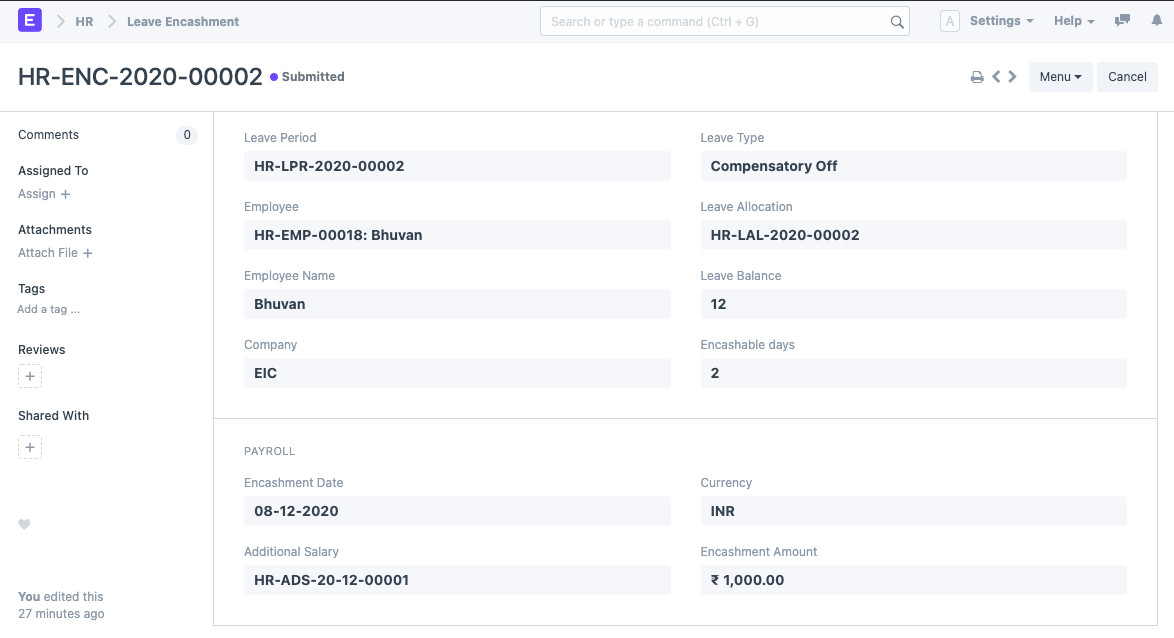 E HR Leave Encashment Search or type a command (Ctrl + G) A Settings Help
HR-ENC-2020-00002 Submitted Menu Cancel
Comments 0
Assigned To
Assign +
Attachments
Attach File +
Tags
Add a tag ...
Reviews
+
Shared With
+
You edited this
27 minutes ago
Leave Period
HR-LPR-2020-00002
Employee
HR-EMP-00018: Bhuvan
Employee Name
Bhuvan
Company
EIC
Leave Type
Compensatory Off
Leave Allocation
HR-LAL-2020-00002
Leave Balance
12
Encashable days
2
PAYROLL
Encashment Date
08-12-2020
Additional Salary
HR-ADS-20-12-00001
Currency
INR
Encashment Amount
₹ 1,000.00